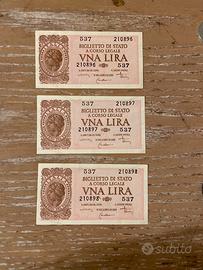 537 210896
BIGLIETTO DI STATO
A CORSO LEGALE
VNA LIRA
210896 537
537 210897
BIGLIETTO DI STATO
A CORSO LEGALE
VNA LIRA
210897 537
537 210898
BIGLIETTO DI STATO
A CORSO LEGALE
VNA LIRA
210898 537
subito